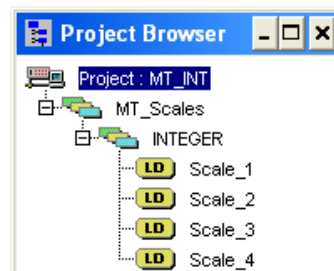 Project Browser
Project : MT_INT
MT_Scales
INTEGER
LD Scale_1
LD Scale_2
LD Scale_3
LD Scale_4